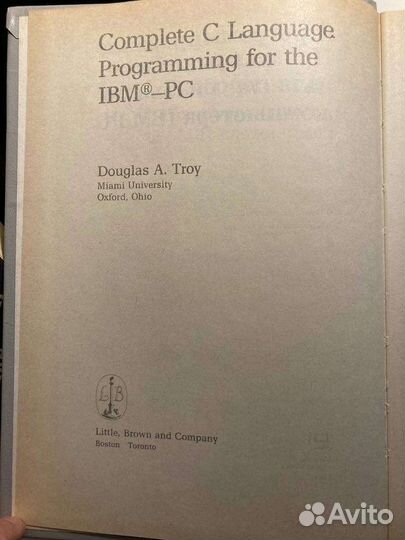 Complete C Language
Programming for the
IBM®–PC
Douglas A. Troy
Miami University
Oxford, Ohio
L B
Little, Brown and Company
Boston Toronto
Avito